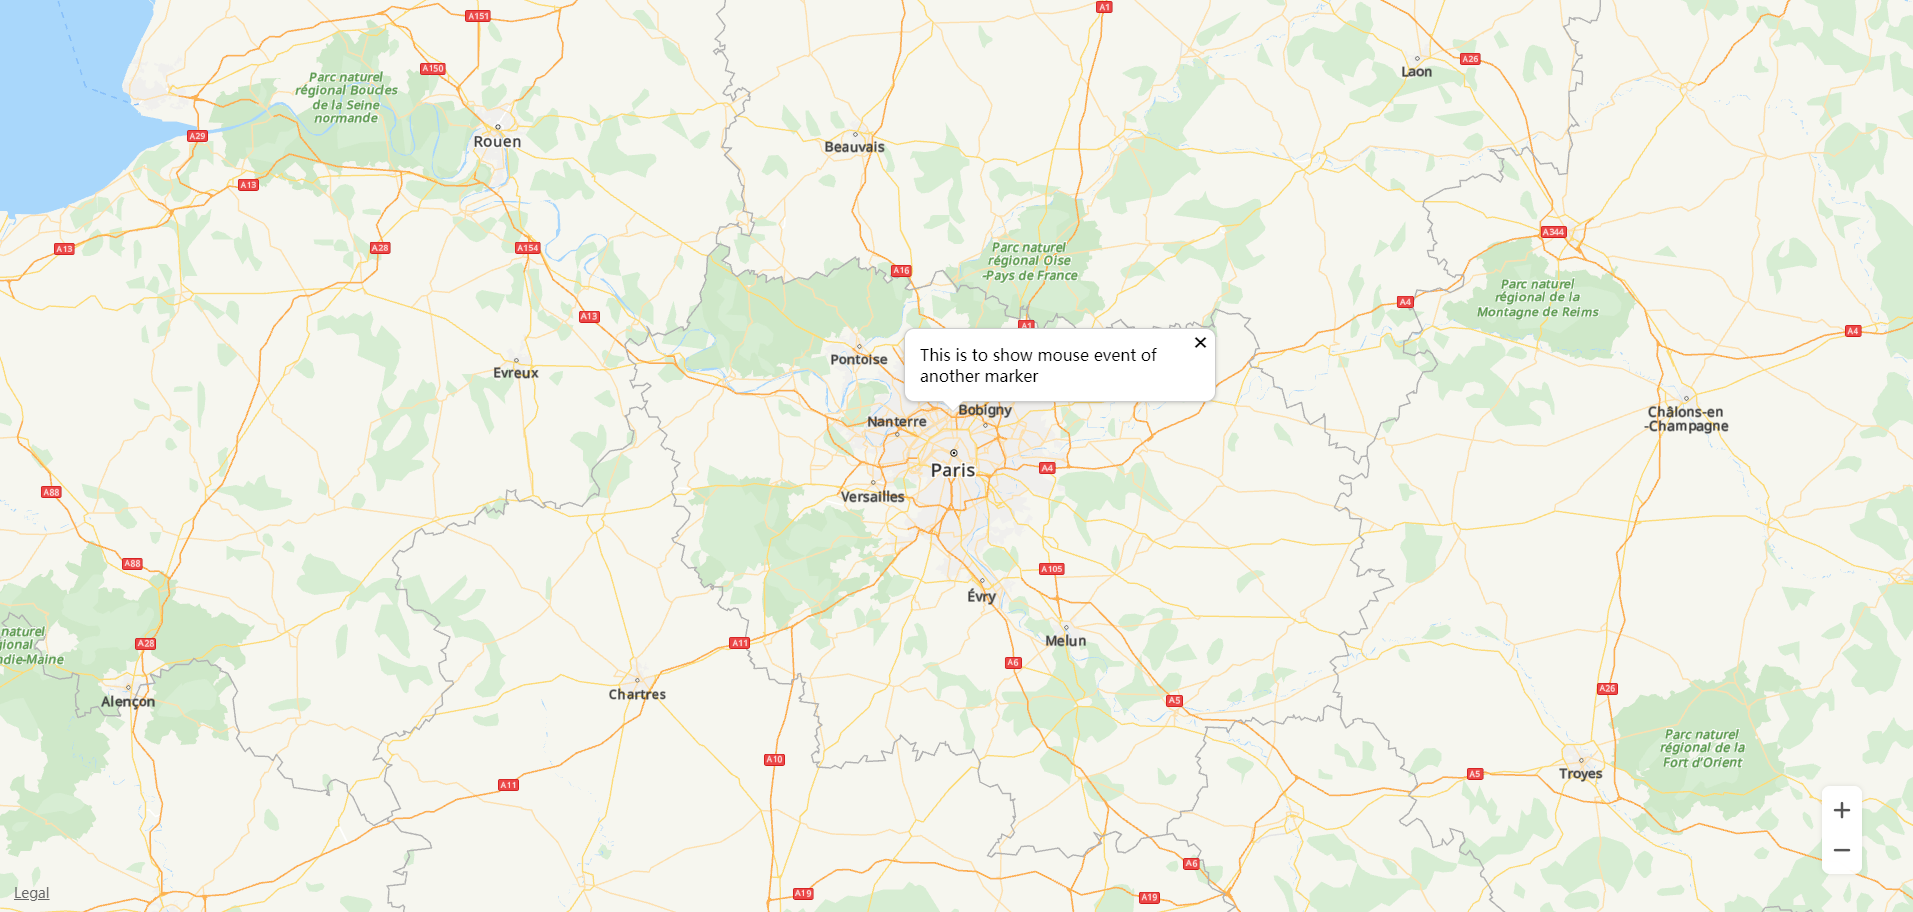 A151
A1
A26
Laon
A150
Parc naturel
régional Boucles
de la Seine
normande
A29
Rouen
Beauvais
A13
A13
A28
A154
A344
Parc naturel
régional Oise
-Pays de France
A16
Parc naturel
régional de la
Montagne de Reims
A4
A13
A1
A4
This is to show mouse event of
another marker
Pontoise
Evreux
Bobigny
Nanterre
Châlons-en
-Champagne
Paris
A4
Versailles
A88
A88
A105
Évry
naturel
gional
ndie-Maine
A28
A11
Melun
A6
Alençon
Chartres
A5
A26
Parc naturel
régional de la
Fort d'Orient
A10
A11
A5
Troyes
A6
Legal
A19
A19